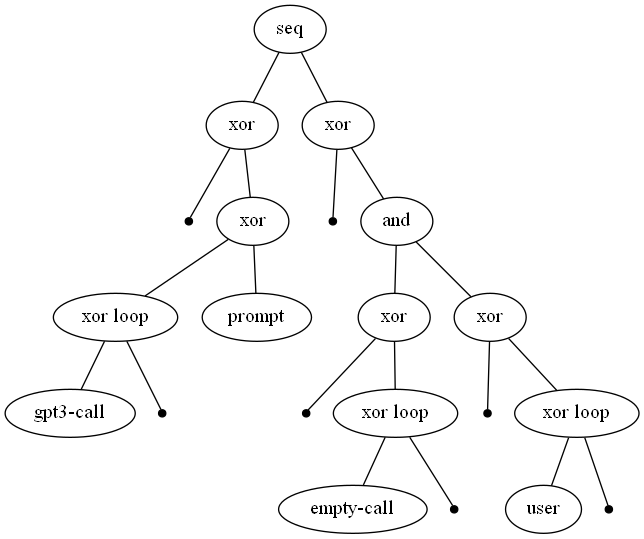 seq
xor
xor
xor
and
xor loop
prompt
xor
xor
gpt3-call
xor loop
xor loop
empty-call
user